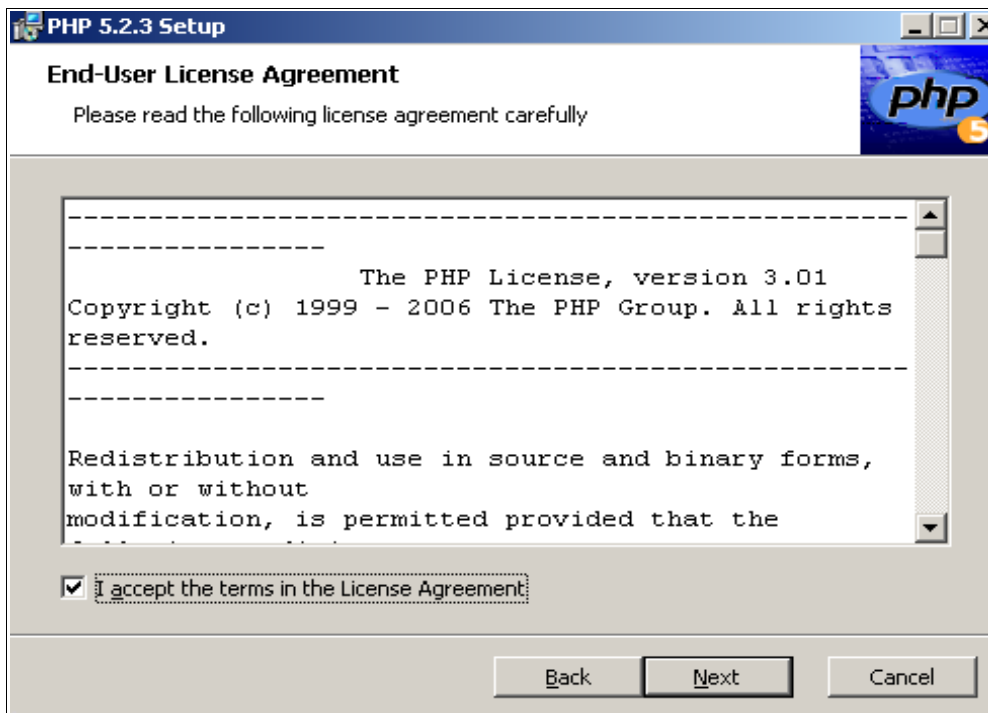 PHP 5.2.3 Setup
End-User License Agreement
Please read the following license agreement carefully
php
5
----------------------------------------------------
----------------
The PHP License, version 3.01
Copyright (c) 1999 - 2006 The PHP Group. All rights
reserved.
----------------------------------------------------
----------------
Redistribution and use in source and binary forms,
with or without
modification, is permitted provided that the
I accept the terms in the License Agreement
Back
Next
Cancel